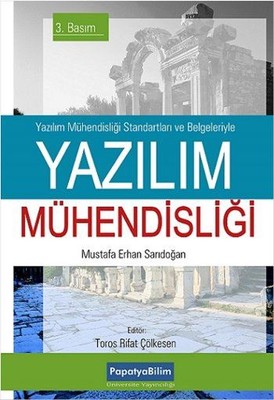 3. Basım
Yazılım Mühendisliği Standartları ve Belgeleriyle
YAZILIM
MÜHENDİSLİĞİ
Mustafa Erhan Sarıdoğan
Editör:
Toros Rifat Çölkesen
PapatyaBilim
Üniversite Yayıncılığı